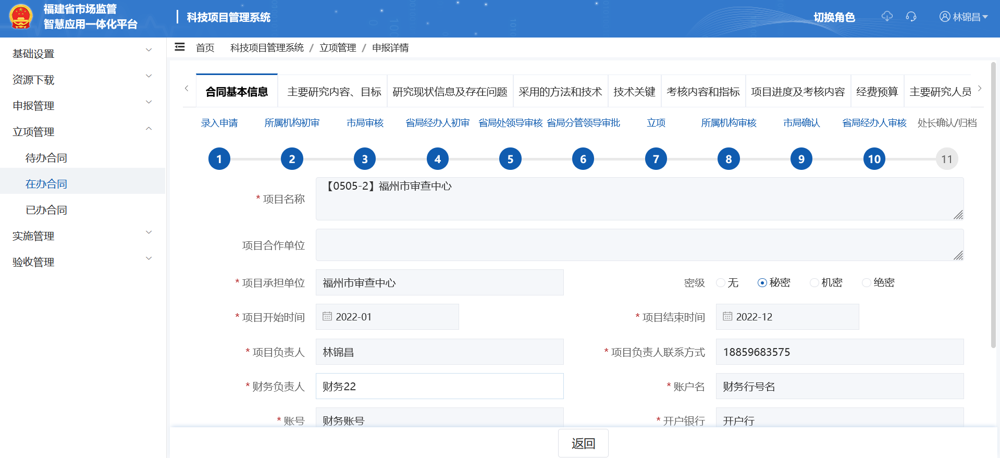 福建省市场监管
智慧应用一体化平台
科技项目管理系统
切换角色
林锦昌
基础设置
资源下载
申报管理
立项管理
待办合同
在办合同
已办合同
实施管理
验收管理
首页 科技项目管理系统 / 立项管理 / 申报详情
合同基本信息 主要研究内容、目标 研究现状信息及存在问题 采用的方法和技术 技术关键 考核内容和指标 项目进度及考核内容 经费预算 主要研究人员
录入申请 所属机构初审 市局审核 省局经办人初审 省局处领导审核 省局分管领导审批 立项 所属机构审核 市局确认 省局经办人审核 处长确认/归档
1 2 3 4 5 6 7 8 9 10 11
* 项目名称 【0505-2】福州市审查中心
项目合作单位
* 项目承担单位 福州市审查中心 密级 无 秘密 机密 绝密
* 项目开始时间 2022-01 * 项目结束时间 2022-12
* 项目负责人 林锦昌 * 项目负责人联系方式 18859683575
* 财务负责人 财务22 * 账户名 财务行号名
* 账号 财务账号 * 开户银行 开户行
返回